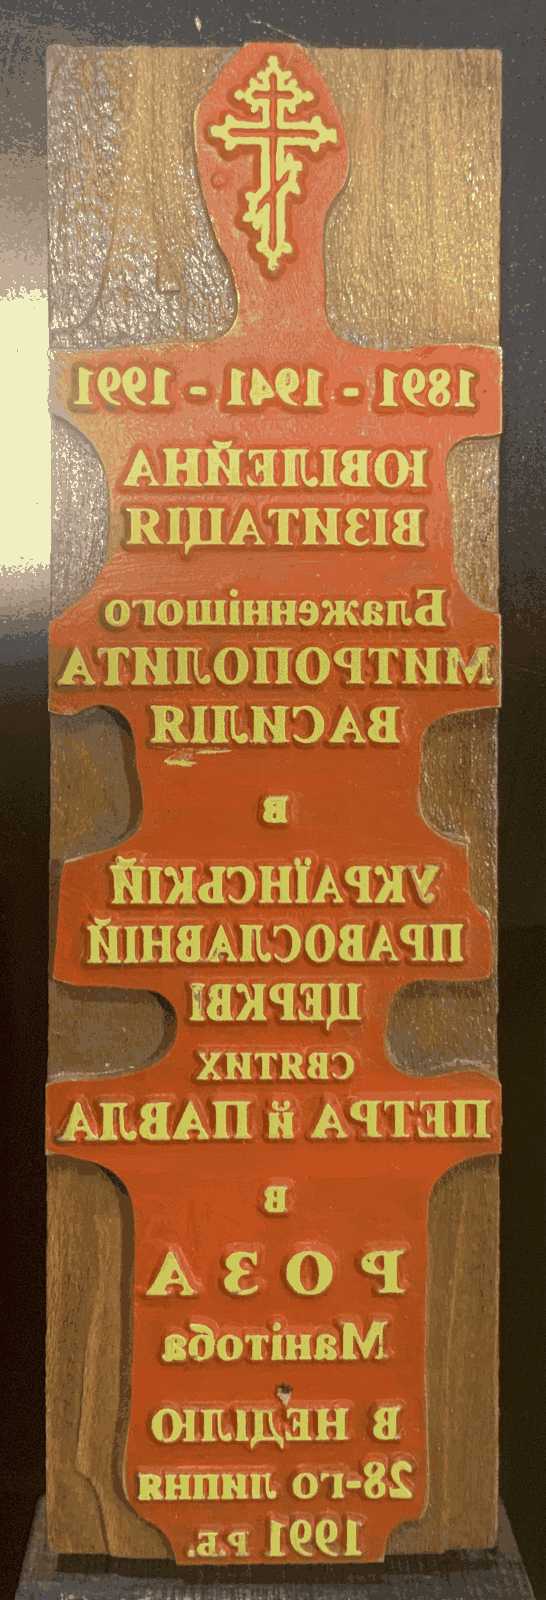 1891 - 1941 - 1991
ЮВІЛЕЙНА
ВІЗИТАЦІЯ
Блаженнішого
МИТРОПОЛИТА
ВАСИЛІЯ
в
УКРАЇНСЬКІЙ
ПРАВОСЛАВНІЙ
ЦЕРКВІ
святих
ПЕТРА й ПАВЛА
в
РОЗА
Манітоба
В НЕДІЛЮ
28-го липня
1991 Р.Б.